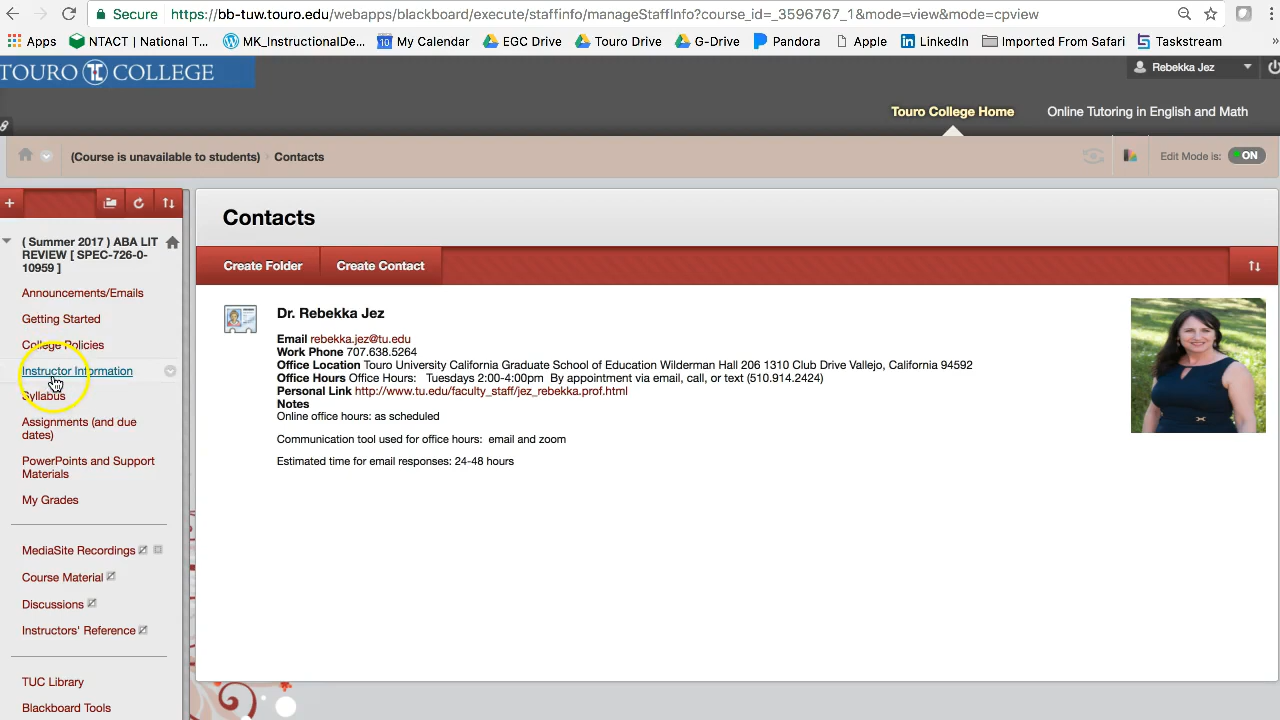 Secure https://bb-tuw.touro.edu/webapps/blackboard/execute/staffinfo/manageStaffInfo?course_id=_3596767_1&mode=view&mode=cpview
Apps NTACT | National T... MK_InstructionalDe... 10 My Calendar EGC Drive Touro Drive G-Drive Pandora Apple LinkedIn Imported From Safari Taskstream »
TOURO COLLEGE
Rebekka Jez
Touro College Home Online Tutoring in English and Math
(Course is unavailable to students) Contacts Edit Mode is: ON
( Summer 2017 ) ABA LIT
REVIEW [ SPEC-726-0-
10959 ]
Announcements/Emails
Getting Started
College Policies
Instructor Information
Syllabus
Assignments (and due
dates)
PowerPoints and Support
Materials
My Grades
MediaSite Recordings
Course Material
Discussions
Instructors' Reference
TUC Library
Blackboard Tools
Contacts
Create Folder Create Contact
Dr. Rebekka Jez
Email rebekka.jez@tu.edu
Work Phone 707.638.5264
Office Location Touro University California Graduate School of Education Wilderman Hall 206 1310 Club Drive Vallejo, California 94592
Office Hours Office Hours: Tuesdays 2:00-4:00pm By appointment via email, call, or text (510.914.2424)
Personal Link http://www.tu.edu/faculty_staff/jez_rebekka.prof.html
Notes
Online office hours: as scheduled
Communication tool used for office hours: email and zoom
Estimated time for email responses: 24-48 hours